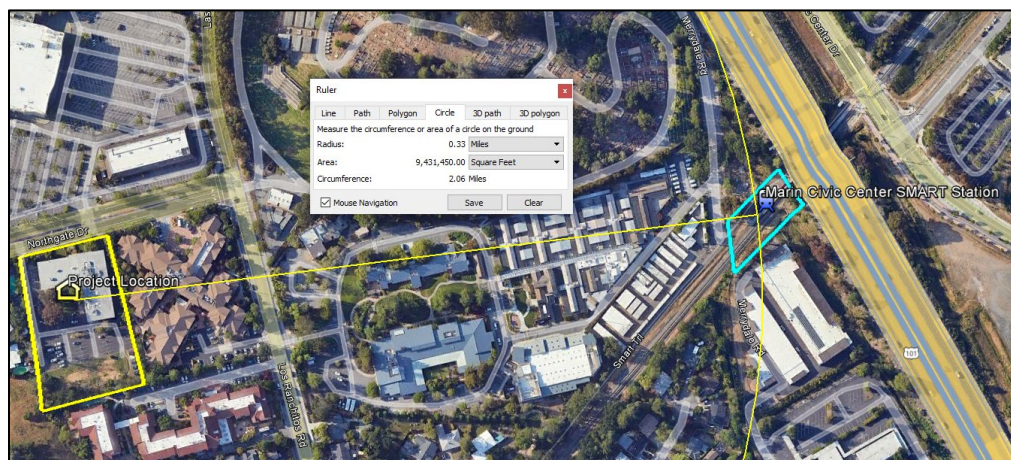 Las
Merrydale Rd
e Center Dr
Ruler
x
Line Path Polygon Circle 3D path 3D polygon
Measure the circumference or area of a circle on the ground
Radius: 0.33 Miles
Area: 9,431,450.00 Square Feet
Circumference: 2.06 Miles
Mouse Navigation Save Clear
Marin Civic Center SMART Station
Northgate Dr
Project Location
Merrydale Rd
Smart Trl
101
Los Ranchitos Rd